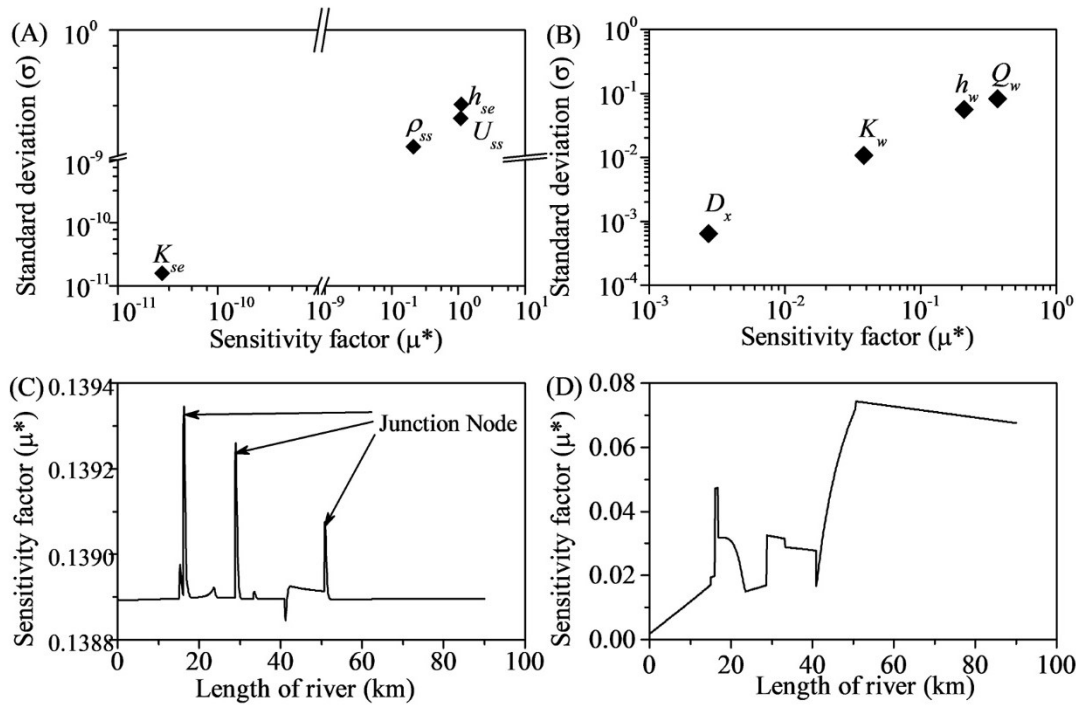 (A)
10^0
10^-9
10^-10
10^-11
Standard deviation (σ)
h_se
ρ_ss
U_ss
K_se
10^-11 10^-10 10^-9 10^-1 10^0 10^1
Sensitivity factor (μ*)
(B)
10^0
10^-1
10^-2
10^-3
10^-4
Standard deviation (σ)
h_w Q_w
K_w
D_x
10^-3 10^-2 10^-1 10^0
Sensitivity factor (μ*)
(C)
0.1394
0.1392
0.1390
0.1388
Sensitivity factor (μ*)
Junction Node
0 20 40 60 80 100
Length of river (km)
(D)
0.08
0.06
0.04
0.02
0.00
Sensitivity factor (μ*)
0 20 40 60 80 100
Length of river (km)